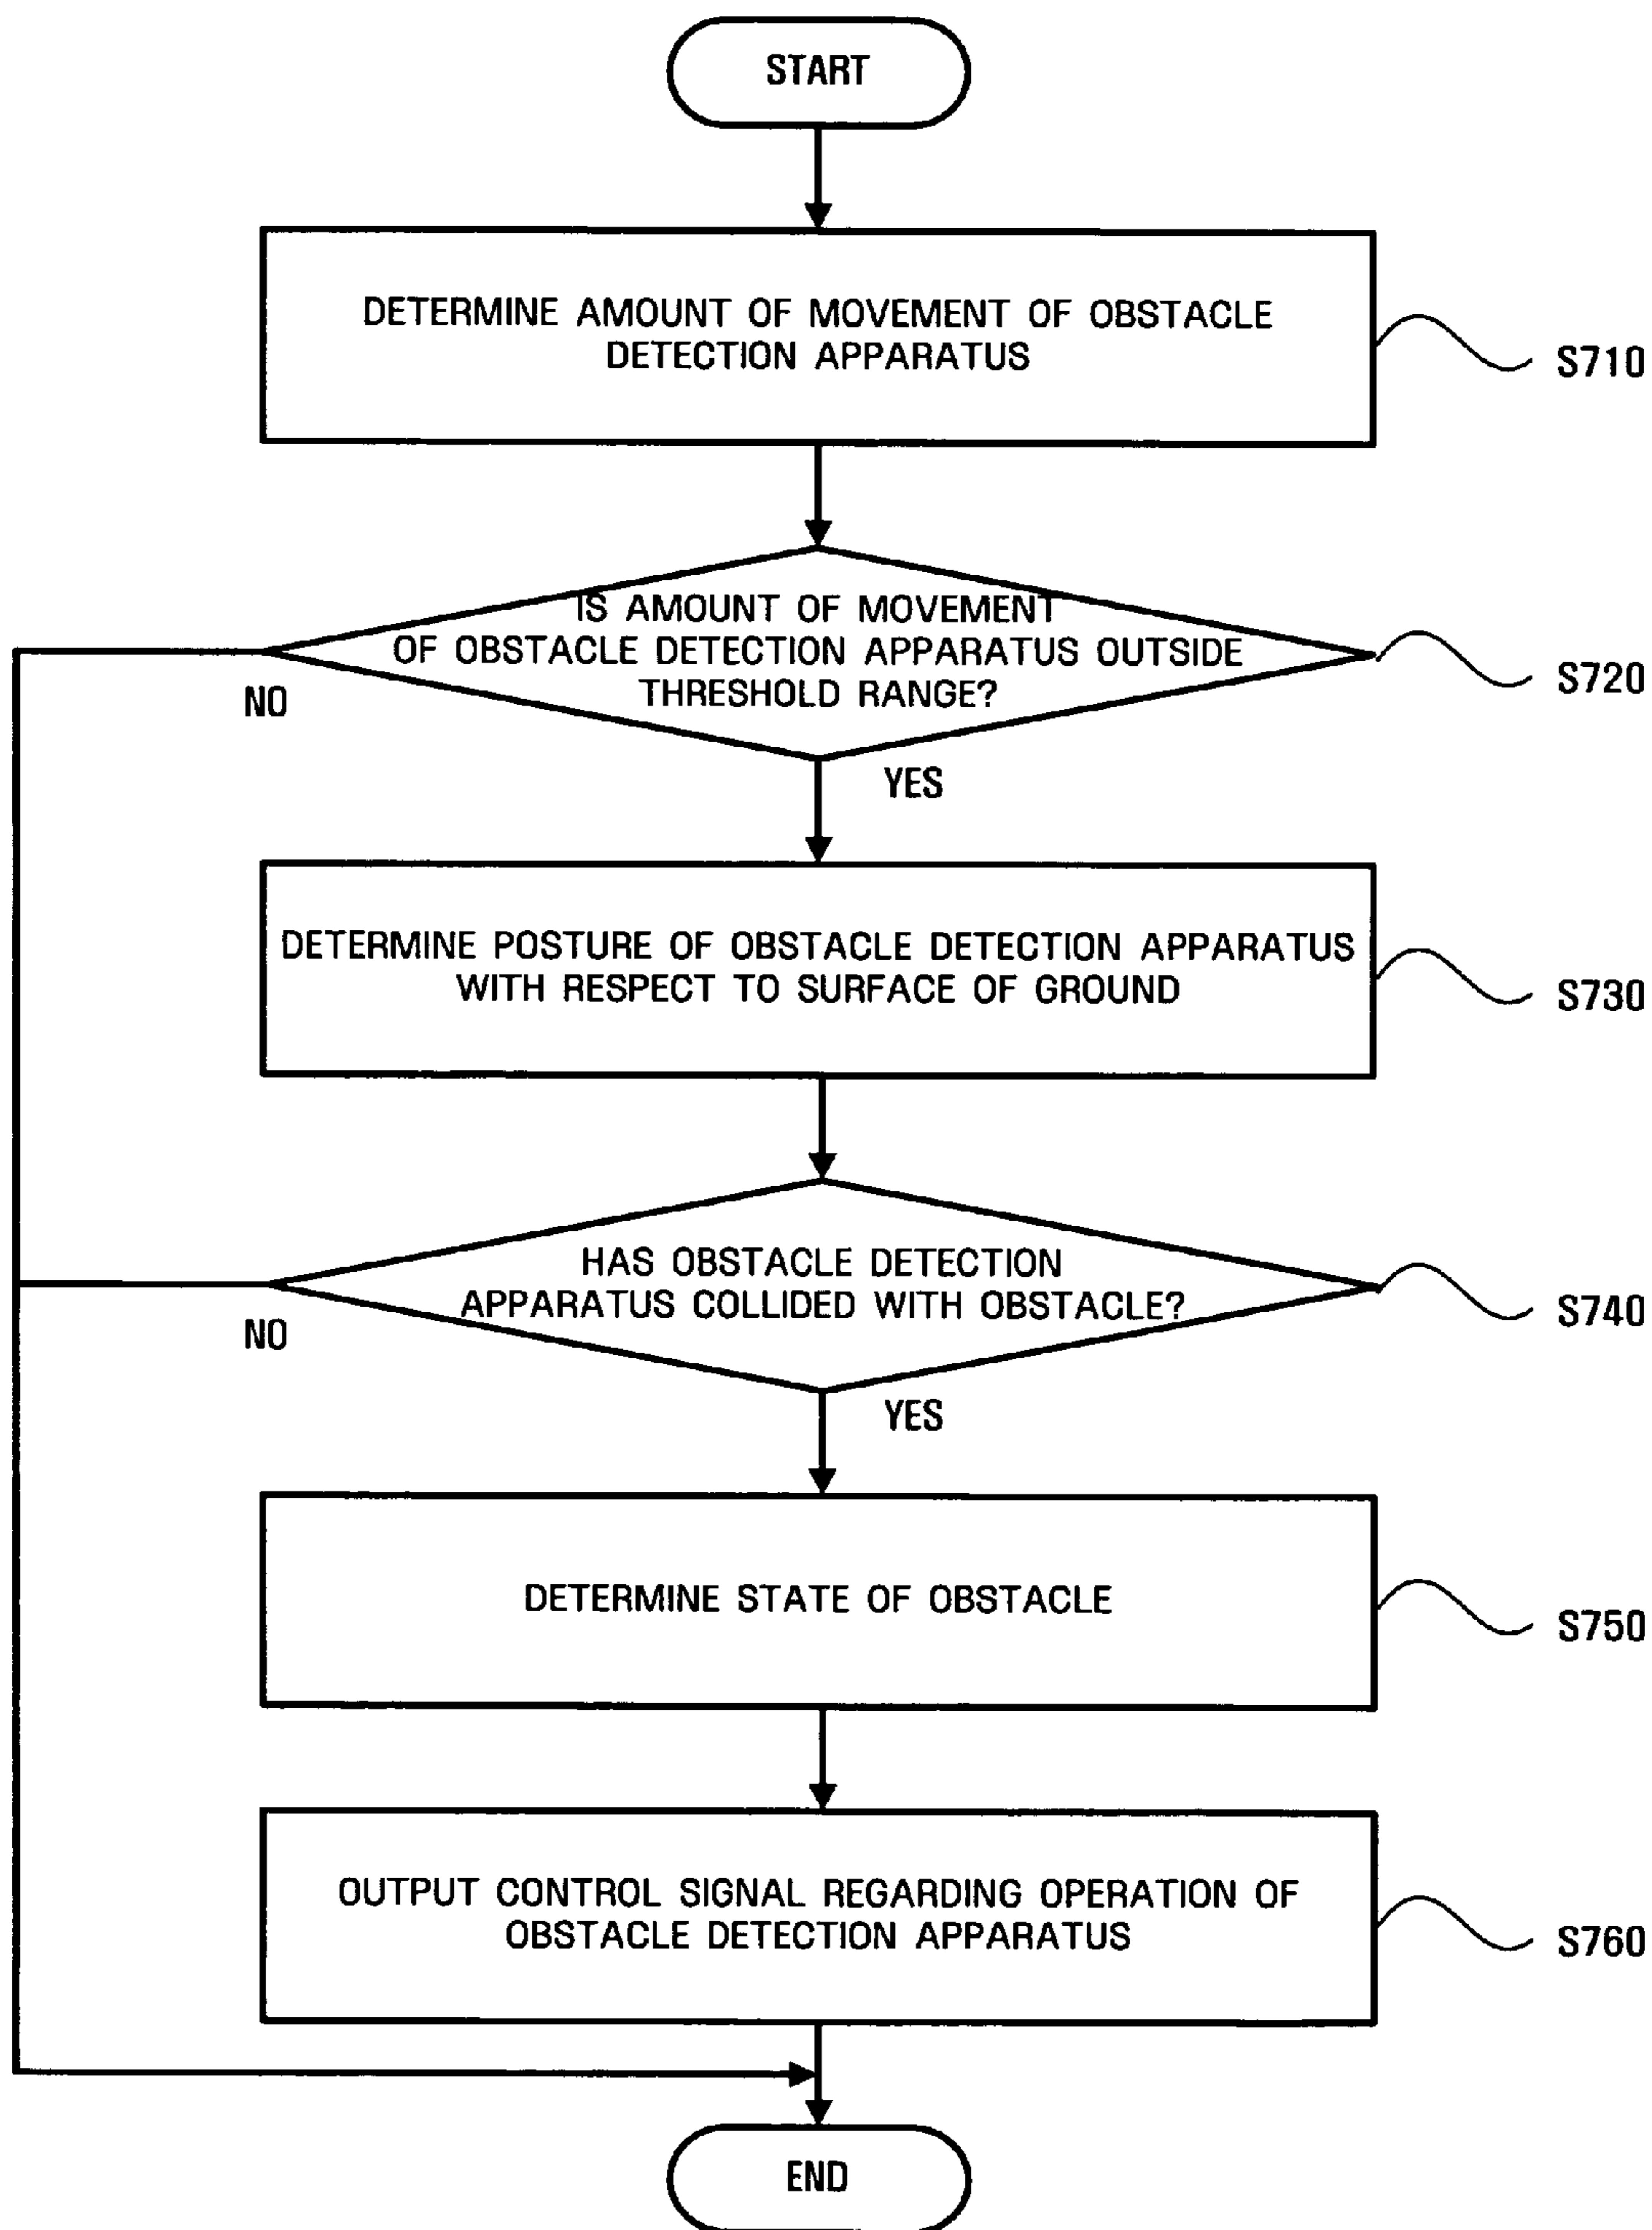 START
DETERMINE AMOUNT OF MOVEMENT OF OBSTACLE
DETECTION APPARATUS
S710
IS AMOUNT OF MOVEMENT
OF OBSTACLE DETECTION APPARATUS OUTSIDE
THRESHOLD RANGE?
S720
NO
YES
DETERMINE POSTURE OF OBSTACLE DETECTION APPARATUS
WITH RESPECT TO SURFACE OF GROUND
S730
HAS OBSTACLE DETECTION
APPARATUS COLLIDED WITH OBSTACLE?
S740
NO
YES
DETERMINE STATE OF OBSTACLE
S750
OUTPUT CONTROL SIGNAL REGARDING OPERATION OF
OBSTACLE DETECTION APPARATUS
S760
END